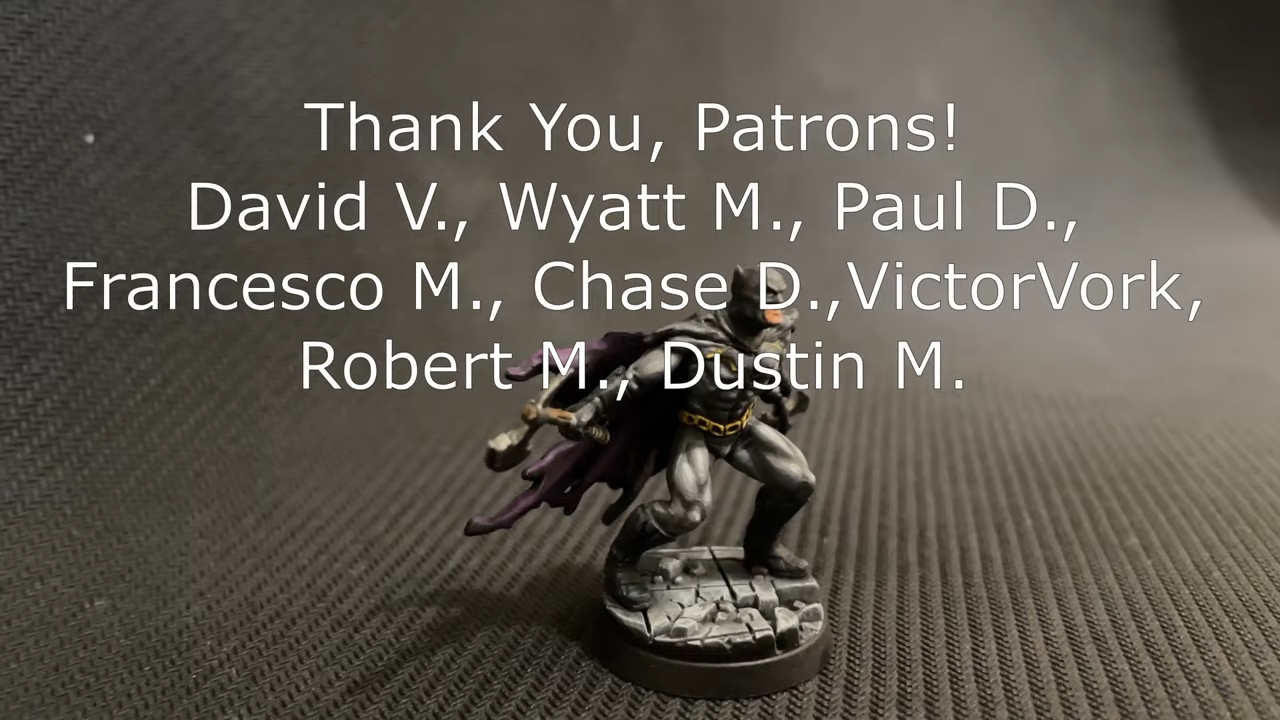 Thank You, Patrons!
David V., Wyatt M., Paul D.,
Francesco M., Chase D.,VictorVork,
Robert M., Dustin M.